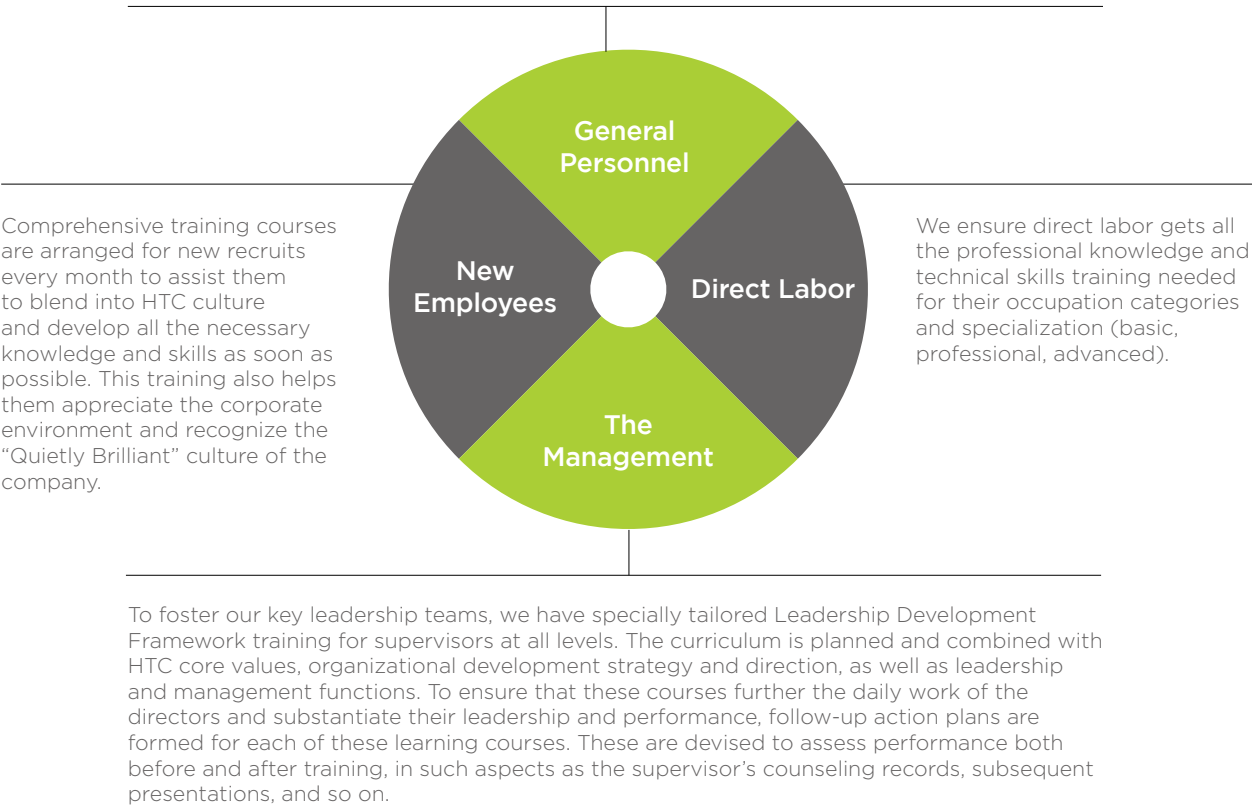 General
Personnel
New
Employees
Direct Labor
The
Management
Comprehensive training courses
are arranged for new recruits
every month to assist them
to blend into HTC culture
and develop all the necessary
knowledge and skills as soon as
possible. This training also helps
them appreciate the corporate
environment and recognize the
“Quietly Brilliant” culture of the
company.
We ensure direct labor gets all
the professional knowledge and
technical skills training needed
for their occupation categories
and specialization (basic,
professional, advanced).
To foster our key leadership teams, we have specially tailored Leadership Development
Framework training for supervisors at all levels. The curriculum is planned and combined with
HTC core values, organizational development strategy and direction, as well as leadership
and management functions. To ensure that these courses further the daily work of the
directors and substantiate their leadership and performance, follow-up action plans are
formed for each of these learning courses. These are devised to assess performance both
before and after training, in such aspects as the supervisor’s counseling records, subsequent
presentations, and so on.